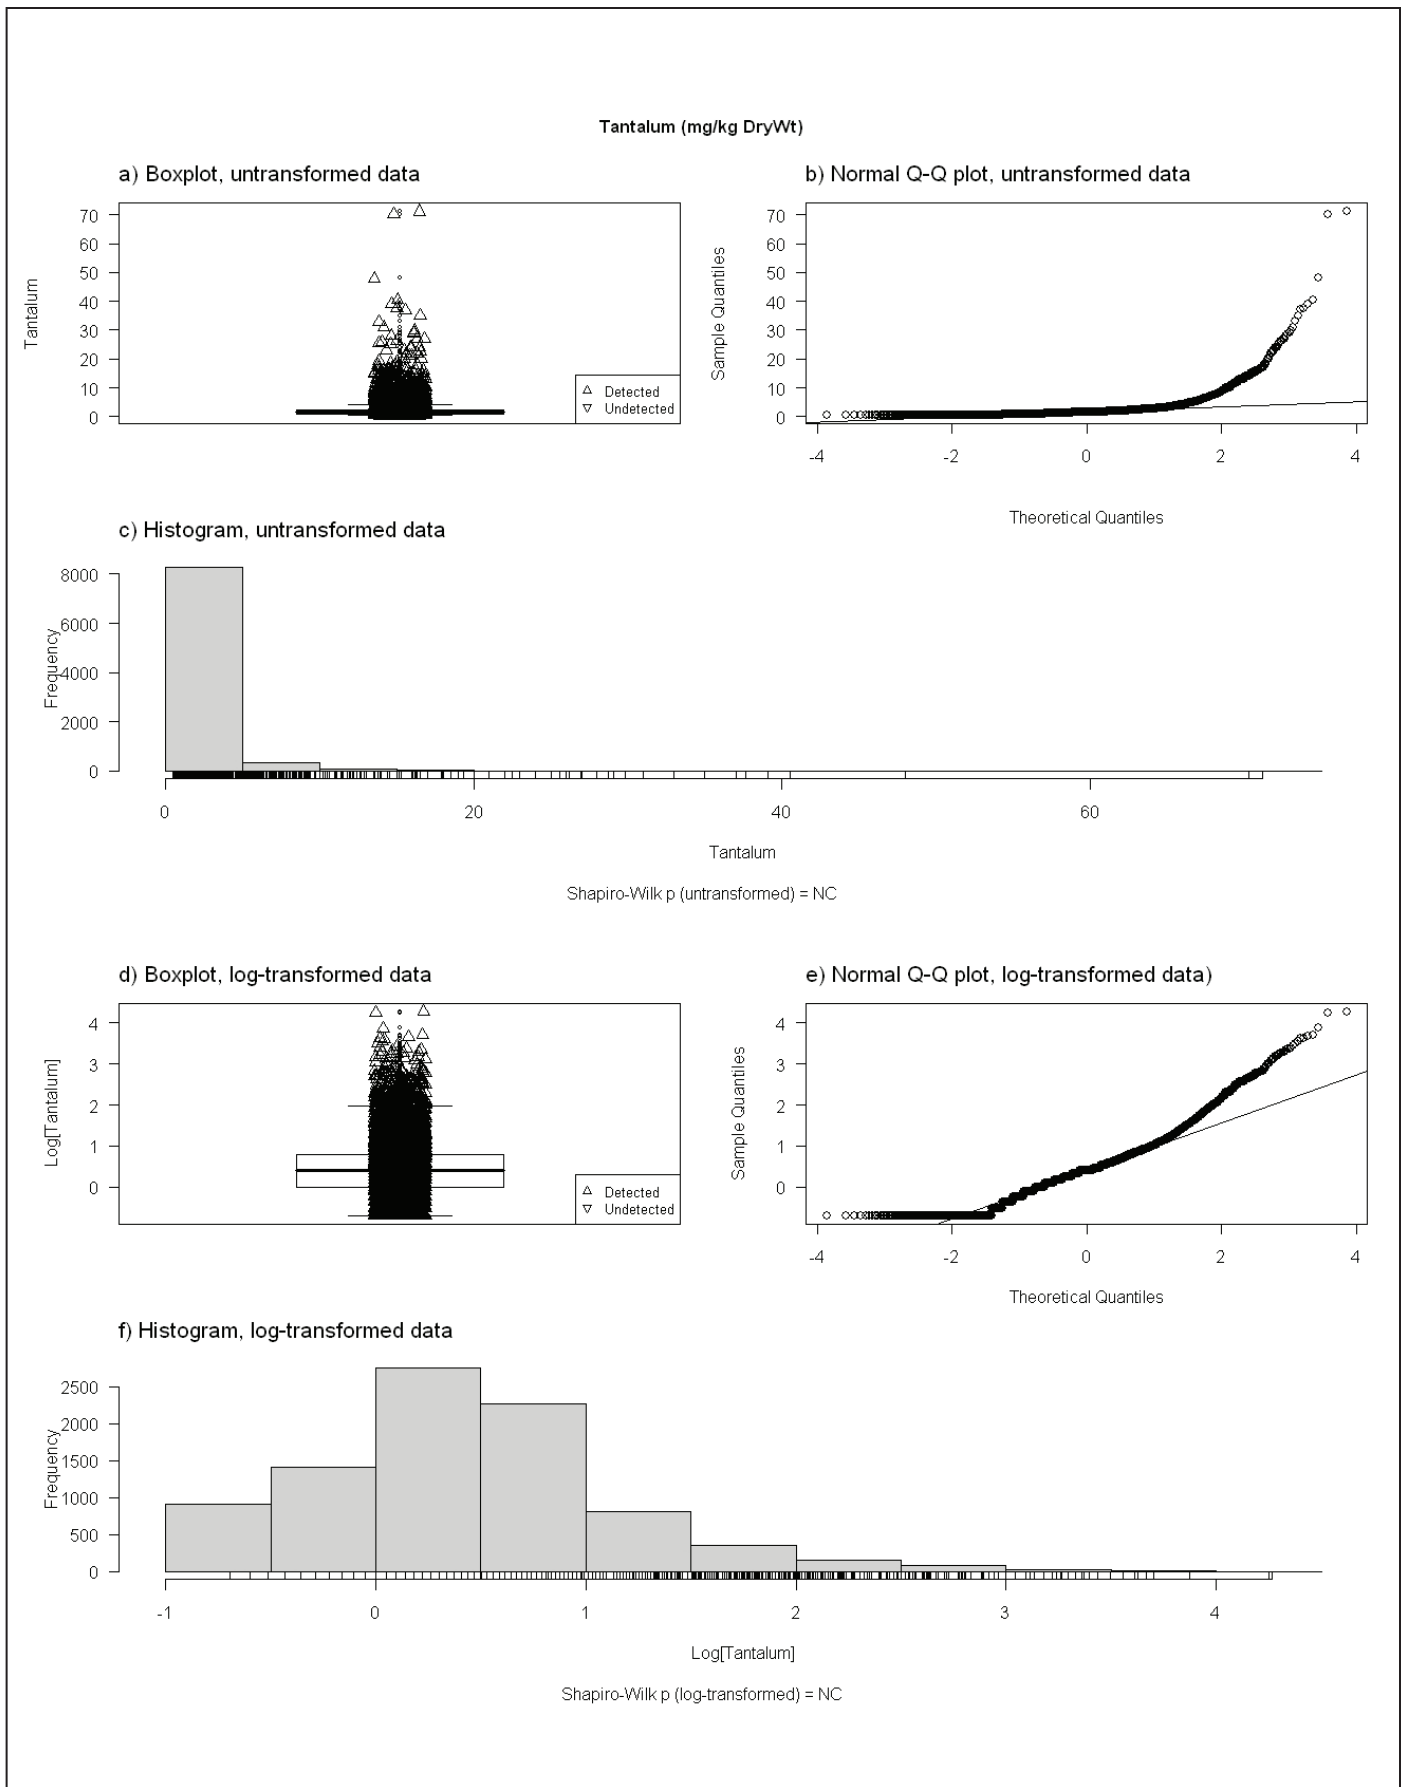 Tantalum (mg/kg DryWt)
a) Boxplot, untransformed data
Tantalum
70
60
50
40
30
20
10
0
Detected
Undetected
b) Normal Q-Q plot, untransformed data
Sample Quantiles
70
60
50
40
30
20
10
0
-4 -2 0 2 4
Theoretical Quantiles
c) Histogram, untransformed data
Frequency
8000
6000
4000
2000
0
0 20 40 60
Tantalum
Shapiro-Wilk p (untransformed) = NC
d) Boxplot, log-transformed data
Log[Tantalum]
4
3
2
1
0
Detected
Undetected
e) Normal Q-Q plot, log-transformed data)
Sample Quantiles
4
3
2
1
0
-4 -2 0 2 4
Theoretical Quantiles
f) Histogram, log-transformed data
Frequency
2500
2000
1500
1000
500
0
-1 0 1 2 3 4
Log[Tantalum]
Shapiro-Wilk p (log-transformed) = NC